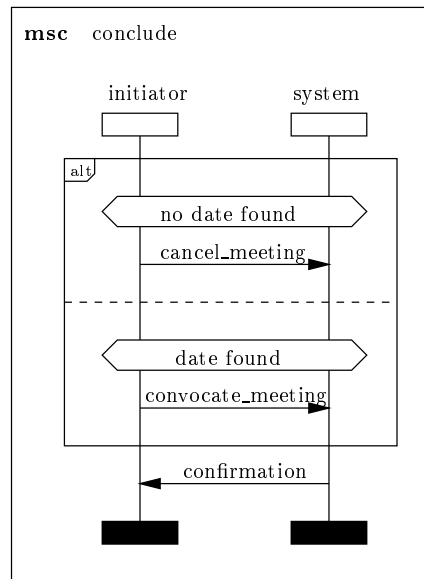 msc conclude
initiator system
alt
no date found
cancel_meeting
date found
convocate_meeting
confirmation